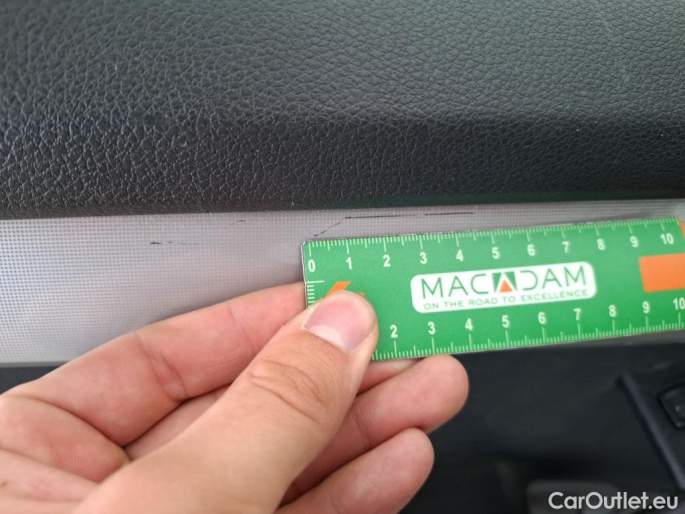 0 1 2 3 4 5 6 7 8 9 10
MACADAM
ON THE ROAD TO EXCELLENCE
2 3 4 5 6 7 8 9 10
CarOutlet.eu